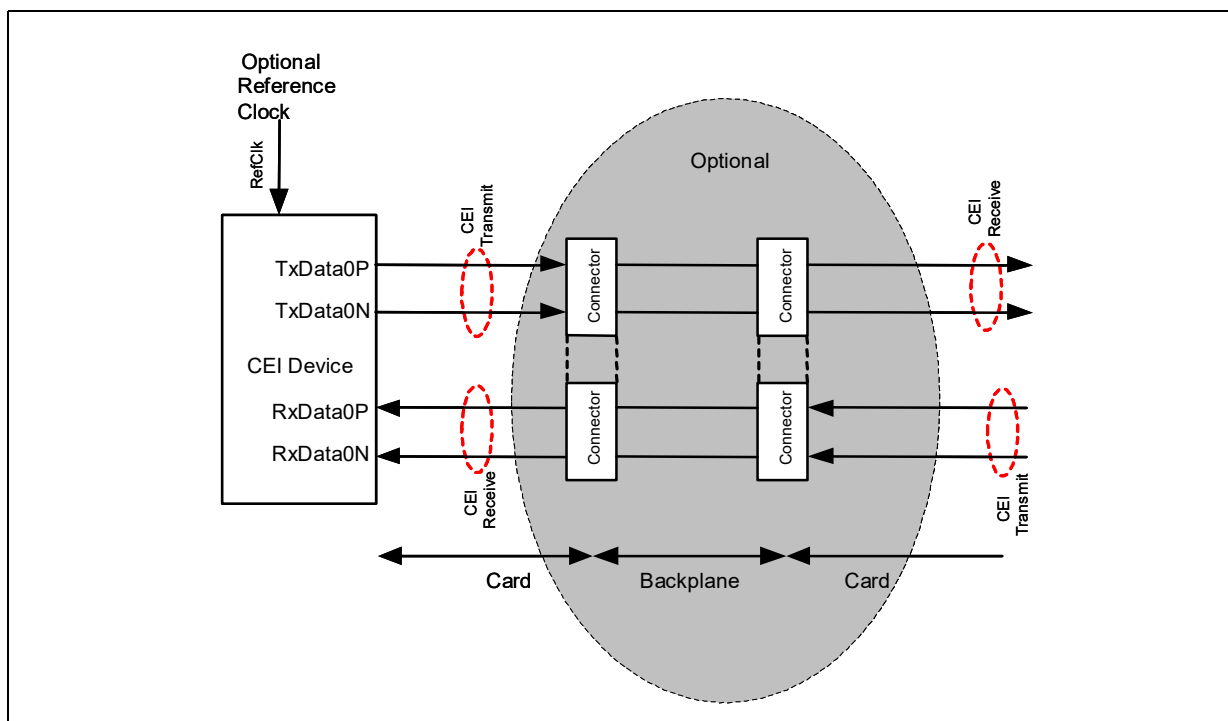 Optional
Reference
Clock
RefClk
Optional
CEI
Transmit
CEI
Receive
TxData0P
TxData0N
Connector
Connector
CEI Device
RxData0P
RxData0N
Connector
Connector
CEI
Receive
CEI
Transmit
Card
Backplane
Card